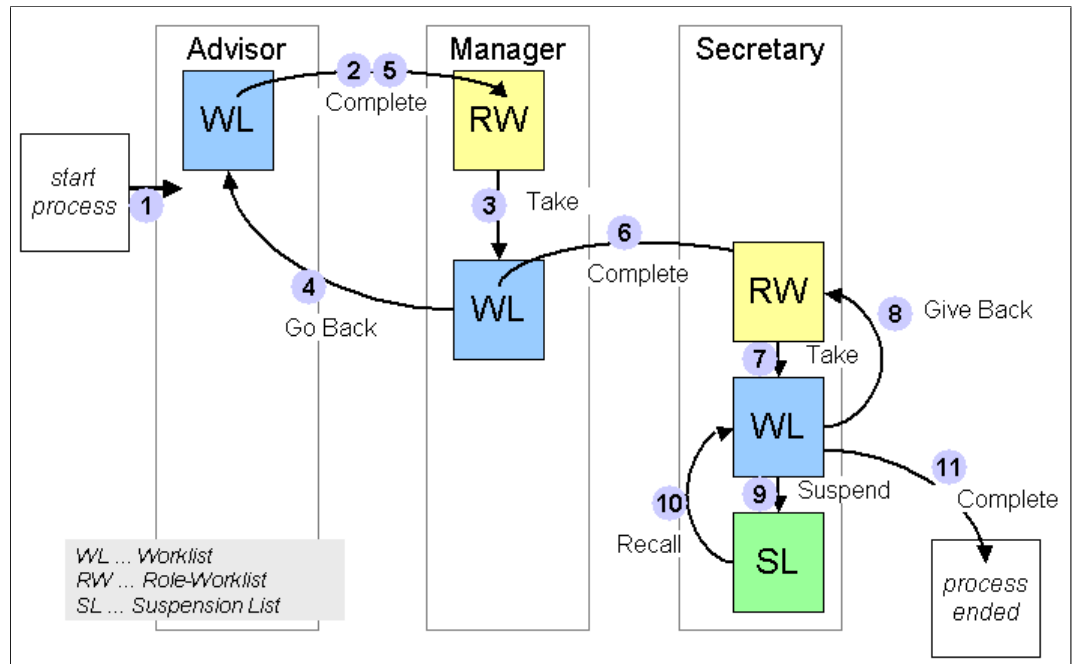 Advisor
Manager
Secretary
2 5
WL
Complete
RW
start
process
1
3
Take
6
4
WL
Complete
RW
8
Give Back
Go Back
7
Take
WL
11
10
9
Suspend
Complete
Recall
SL
WL ... Worklist
RW ... Role-Worklist
SL ... Suspension List
process
ended